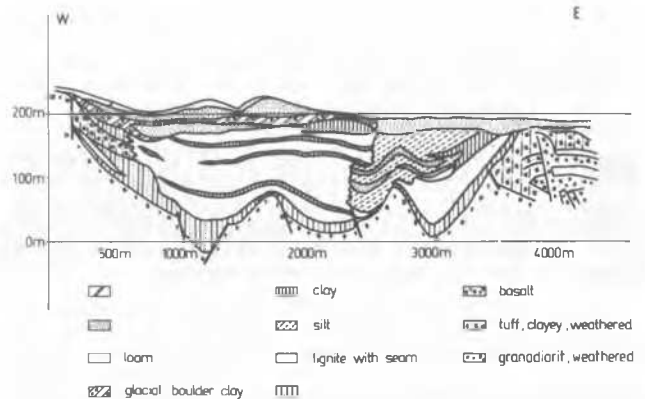 W E
200m
100m
0m
500m 1000m 2000m 3000m 4000m
clay basalt
silt tuff, clayey, weathered
loam lignite with seam granodiorit, weathered
glacial boulder clay